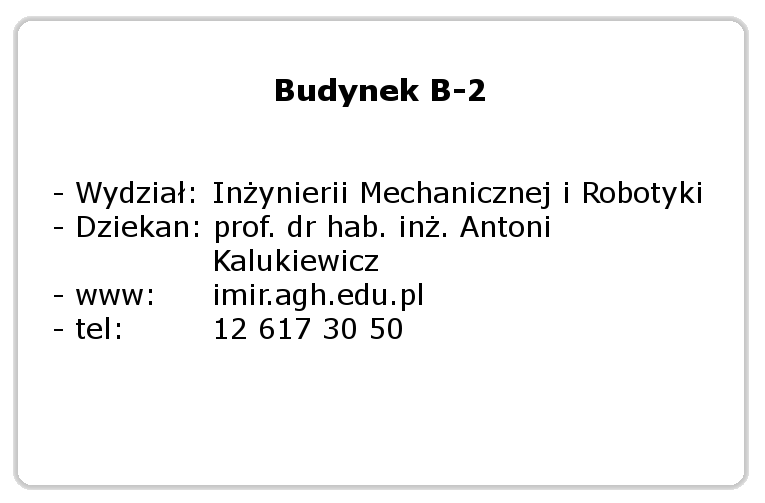 Budynek B-2
- Wydział: Inżynierii Mechanicznej i Robotyki
- Dziekan: prof. dr hab. inż. Antoni
Kalukiewicz
- www: imir.agh.edu.pl
- tel: 12 617 30 50